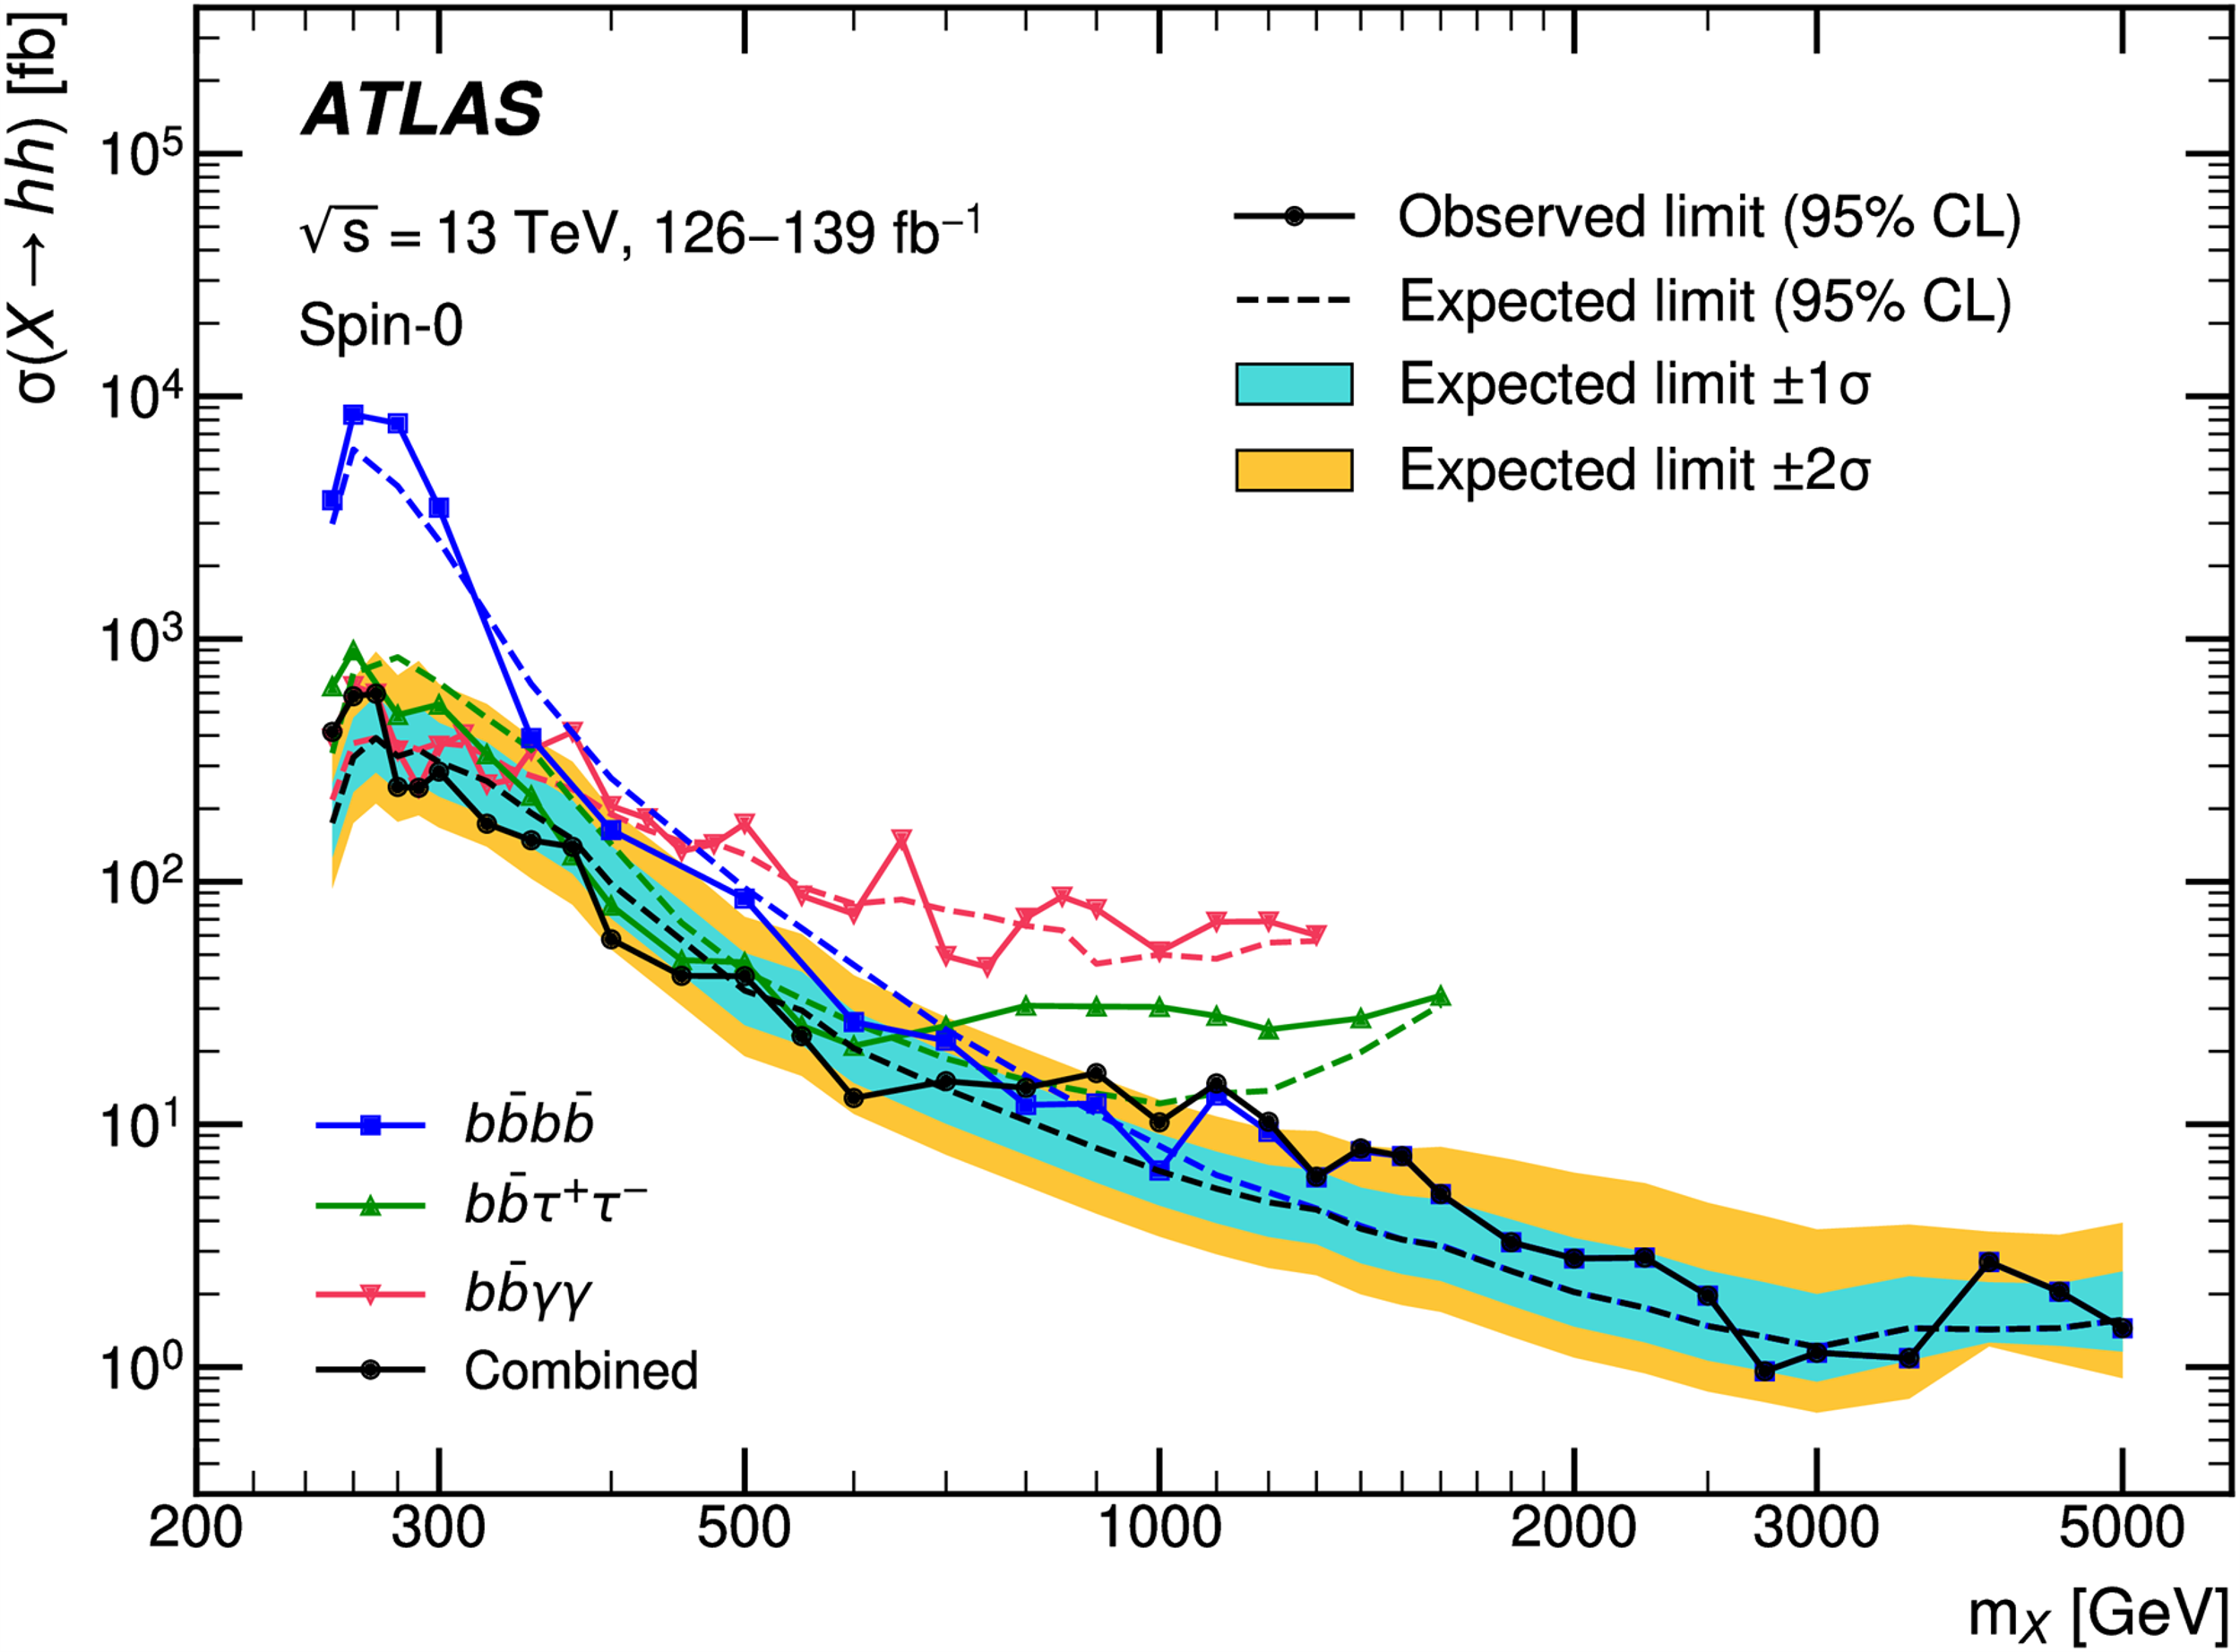 σ(X → hh) [fb]
10⁵
10⁴
10³
10²
10¹
10⁰
ATLAS
√s = 13 TeV, 126–139 fb⁻¹
Spin-0
Observed limit (95% CL)
Expected limit (95% CL)
Expected limit ±1σ
Expected limit ±2σ
bb̄bb̄
bb̄τ⁺τ⁻
bb̄γγ
Combined
200 300 500 1000 2000 3000 5000
m_X [GeV]